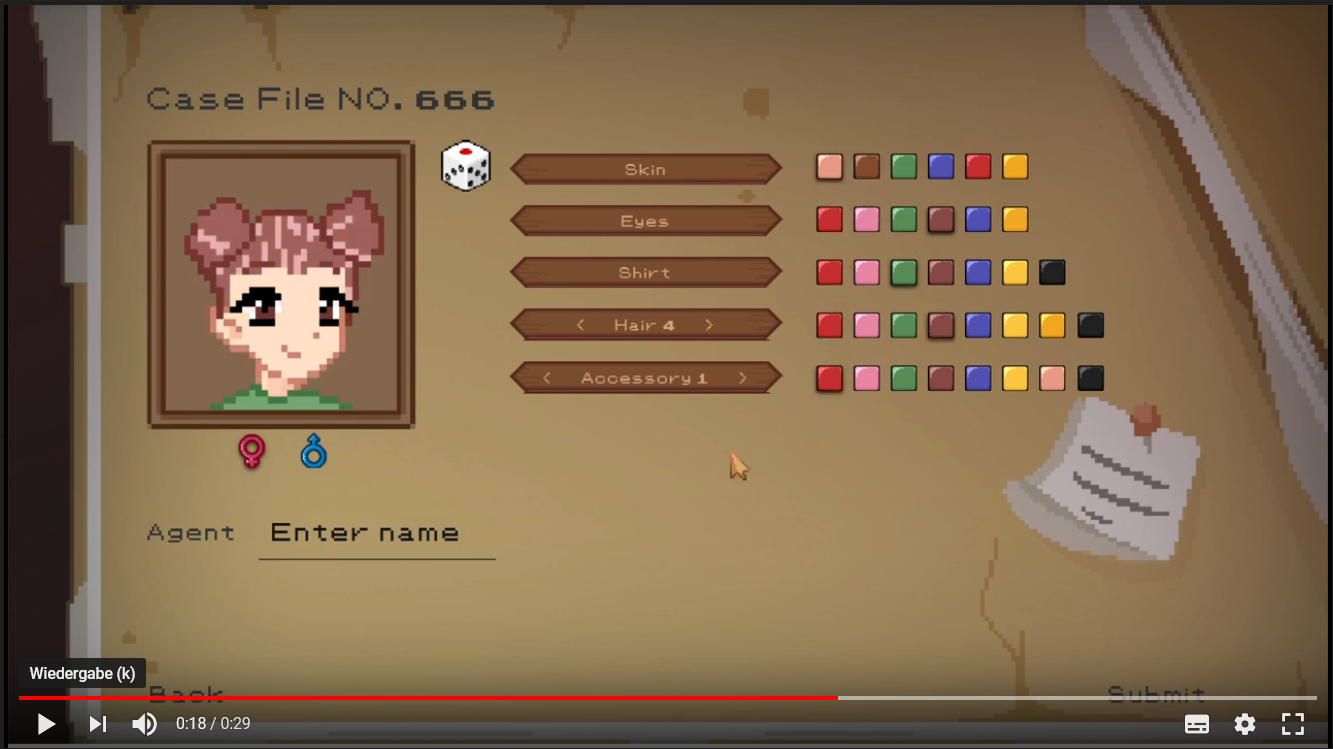 Case File NO. 666
Skin
Eyes
Shirt
< Hair 4 >
< Accessory 1 >
Agent Enter name
Wiedergabe (k)
Back
Submit
0:18 / 0:29